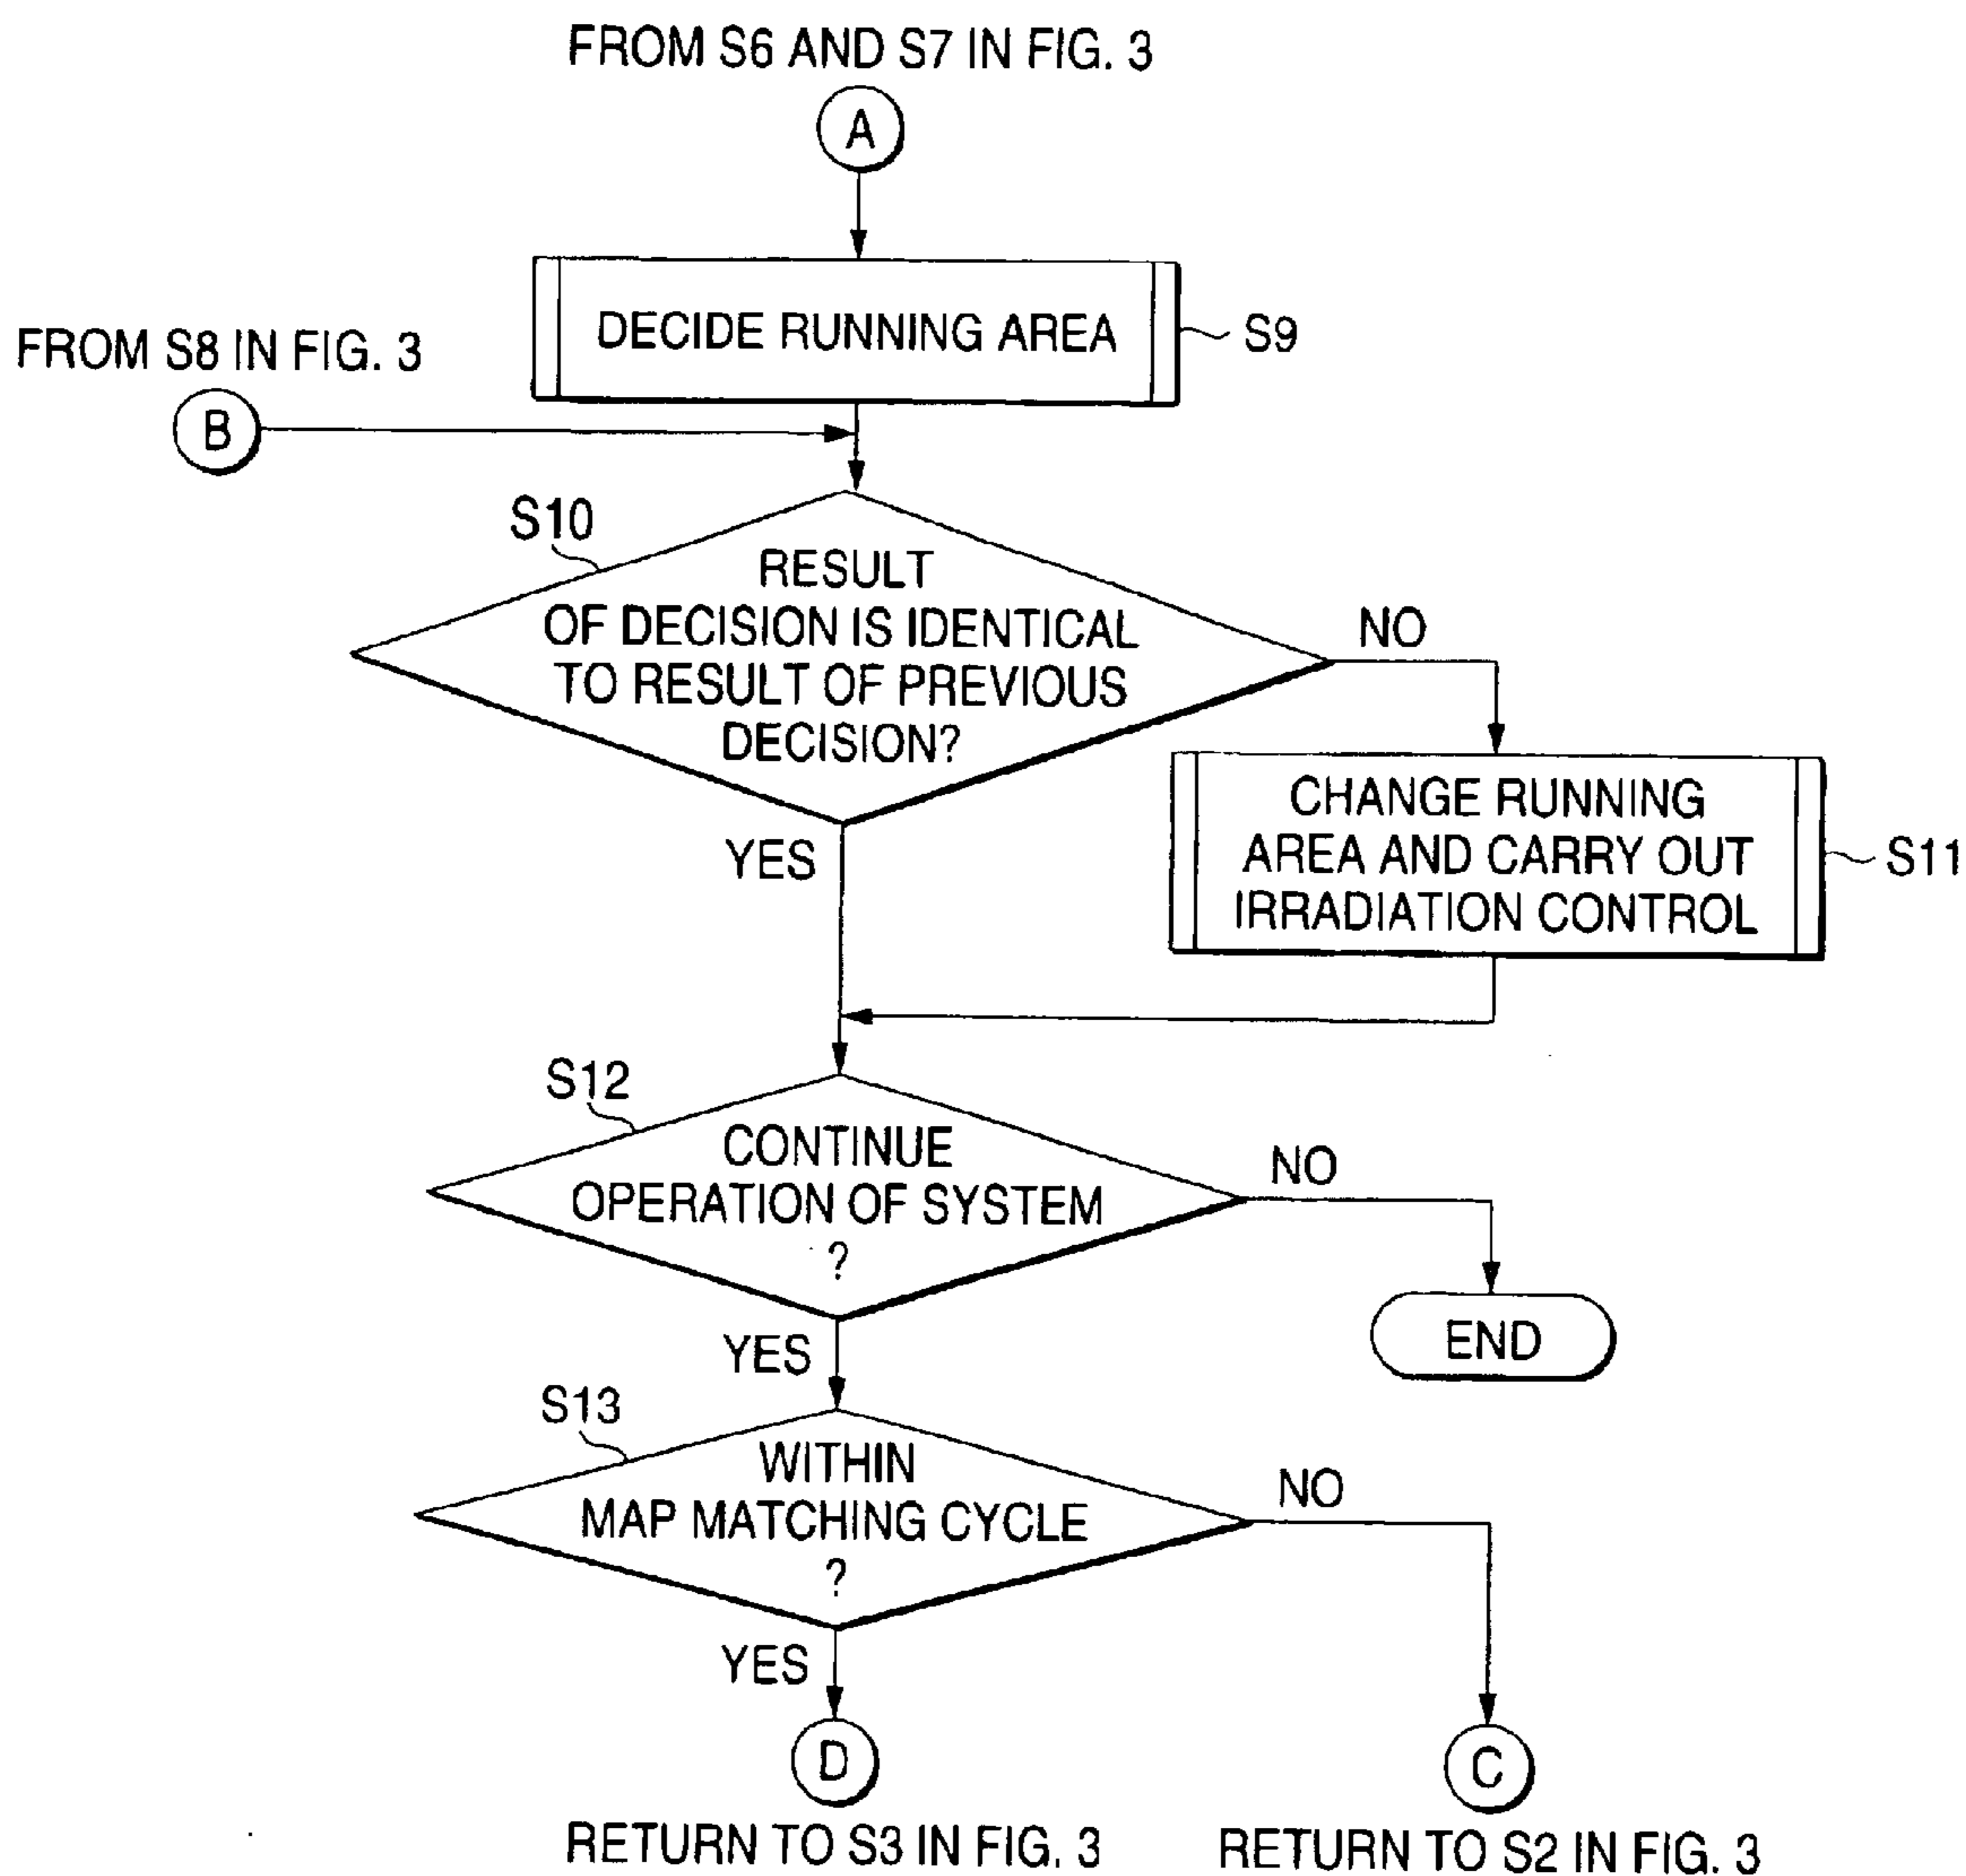 FROM S6 AND S7 IN FIG. 3
A
DECIDE RUNNING AREA
S9
FROM S8 IN FIG. 3
B
S10
RESULT
OF DECISION IS IDENTICAL
TO RESULT OF PREVIOUS
DECISION?
NO
YES
CHANGE RUNNING
AREA AND CARRY OUT
IRRADIATION CONTROL
S11
S12
CONTINUE
OPERATION OF SYSTEM
?
NO
END
YES
S13
WITHIN
MAP MATCHING CYCLE
?
NO
YES
D
C
RETURN TO S3 IN FIG. 3
RETURN TO S2 IN FIG. 3